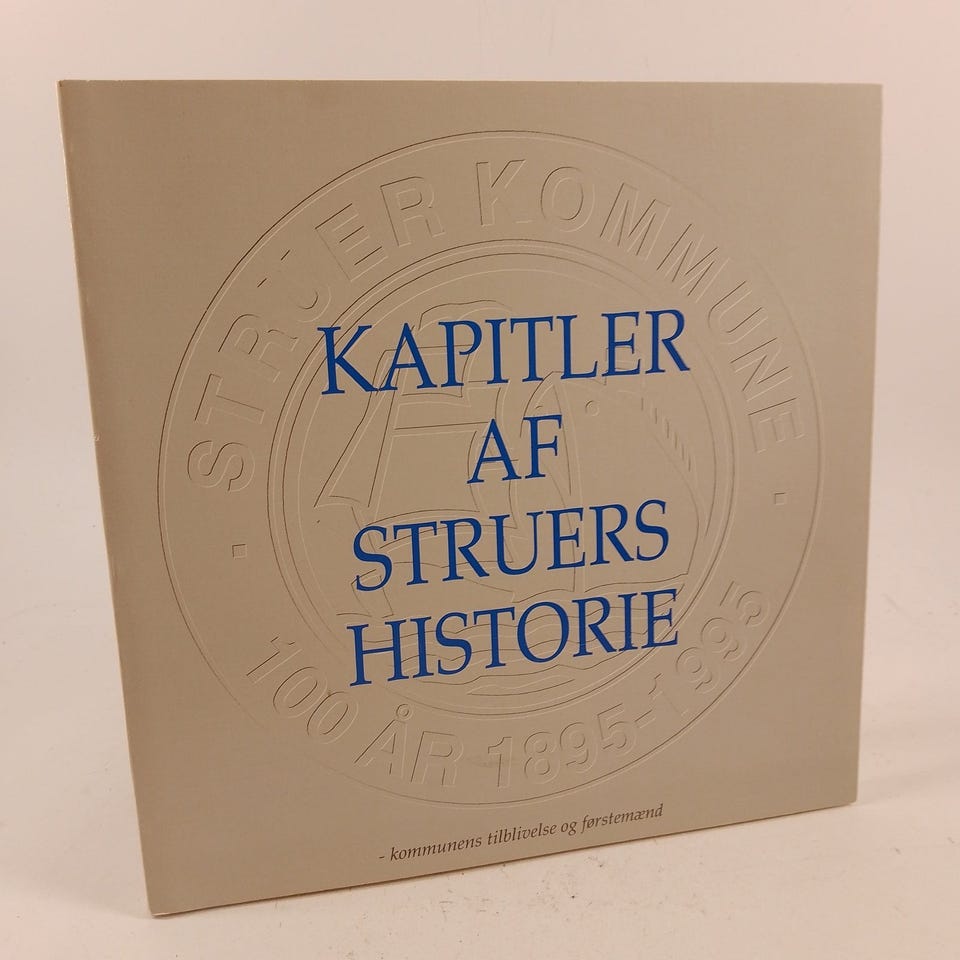 · STRUER KOMMUNE ·
KAPITLER
AF
STRUERS
HISTORIE
100 ÅR 1895-1995
- kommunens tilblivelse og førstemænd